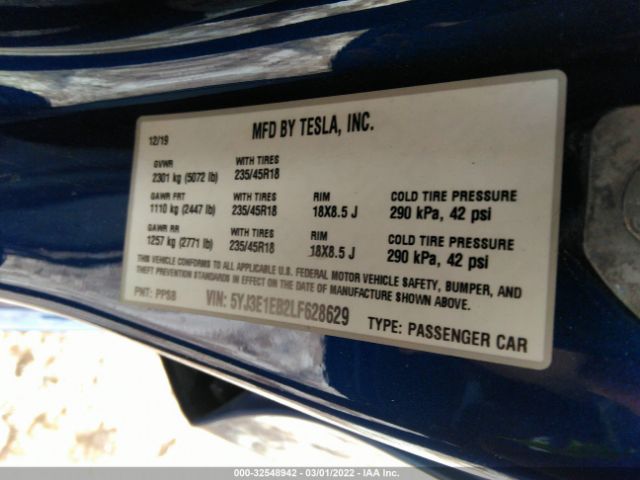 12/19
MFD BY TESLA, INC.
GVWR WITH TIRES
2301 kg (5072 lb) 235/45R18
GAWR FRT WITH TIRES RIM COLD TIRE PRESSURE
1110 kg (2447 lb) 235/45R18 18X8.5 J 290 kPa, 42 psi
GAWR RR WITH TIRES RIM COLD TIRE PRESSURE
1257 kg (2771 lb) 235/45R18 18X8.5 J 290 kPa, 42 psi
THIS VEHICLE CONFORMS TO ALL APPLICABLE U.S. FEDERAL MOTOR VEHICLE SAFETY, BUMPER, AND
THEFT PREVENTION STANDARDS IN EFFECT ON THE DATE OF MANUFACTURE SHOWN ABOVE.
PNT: PPSB VIN: 5YJ3E1EB2LF628629 TYPE: PASSENGER CAR
000-32548942 - 03/01/2022 - IAA Inc.